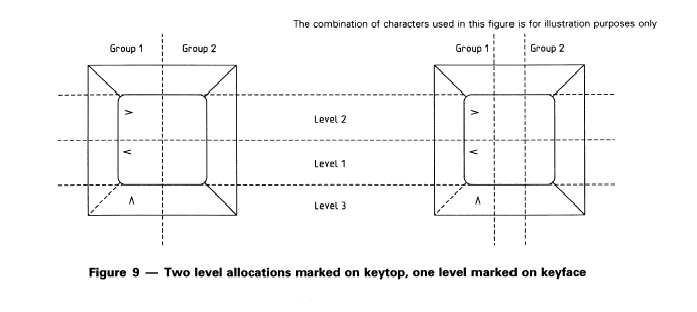 The combination of characters used in this figure is for illustration purposes only
Group 1 Group 2 Group 1 Group 2
> >
Level 2
< <
Level 1
Λ Level 3 Λ
Figure 9 — Two level allocations marked on keytop, one level marked on keyface